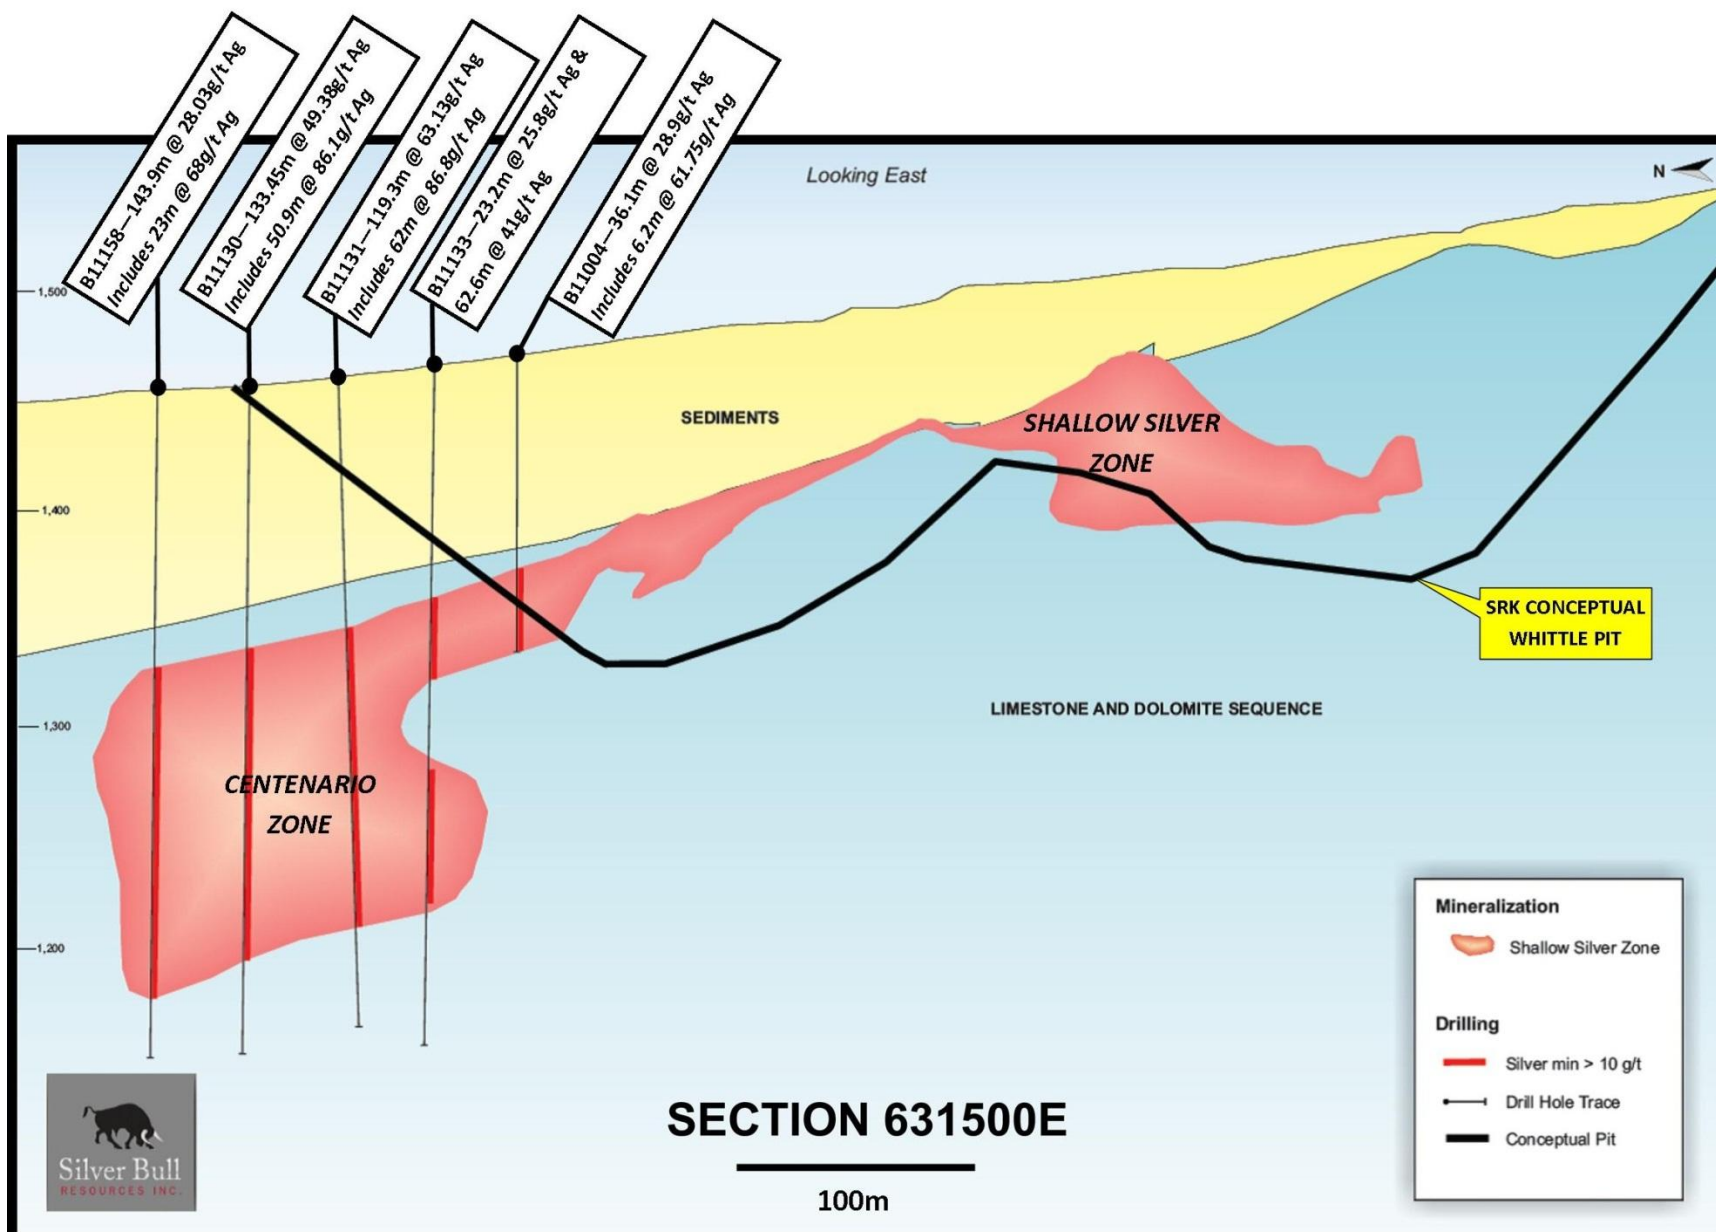 B11158—143.9m @ 28.03g/t Ag
Includes 23m @ 68g/t Ag
B11130—133.45m @ 49.38g/t Ag
Includes 50.9m @ 86.1g/t Ag
B11131—119.3m @ 63.13g/t Ag
Includes 62m @ 86.8g/t Ag
B11133—23.2m @ 25.8g/t Ag &
62.6m @ 41g/t Ag
B11004—36.1m @ 28.9g/t Ag
Includes 6.2m @ 61.75g/t Ag
Looking East
N
1,500
SEDIMENTS
SHALLOW SILVER
ZONE
1,400
SRK CONCEPTUAL
WHITTLE PIT
LIMESTONE AND DOLOMITE SEQUENCE
1,300
CENTENARIO
ZONE
1,200
Mineralization
Shallow Silver Zone
Drilling
Silver min > 10 g/t
Drill Hole Trace
Conceptual Pit
Silver Bull
RESOURCES INC.
SECTION 631500E
100m